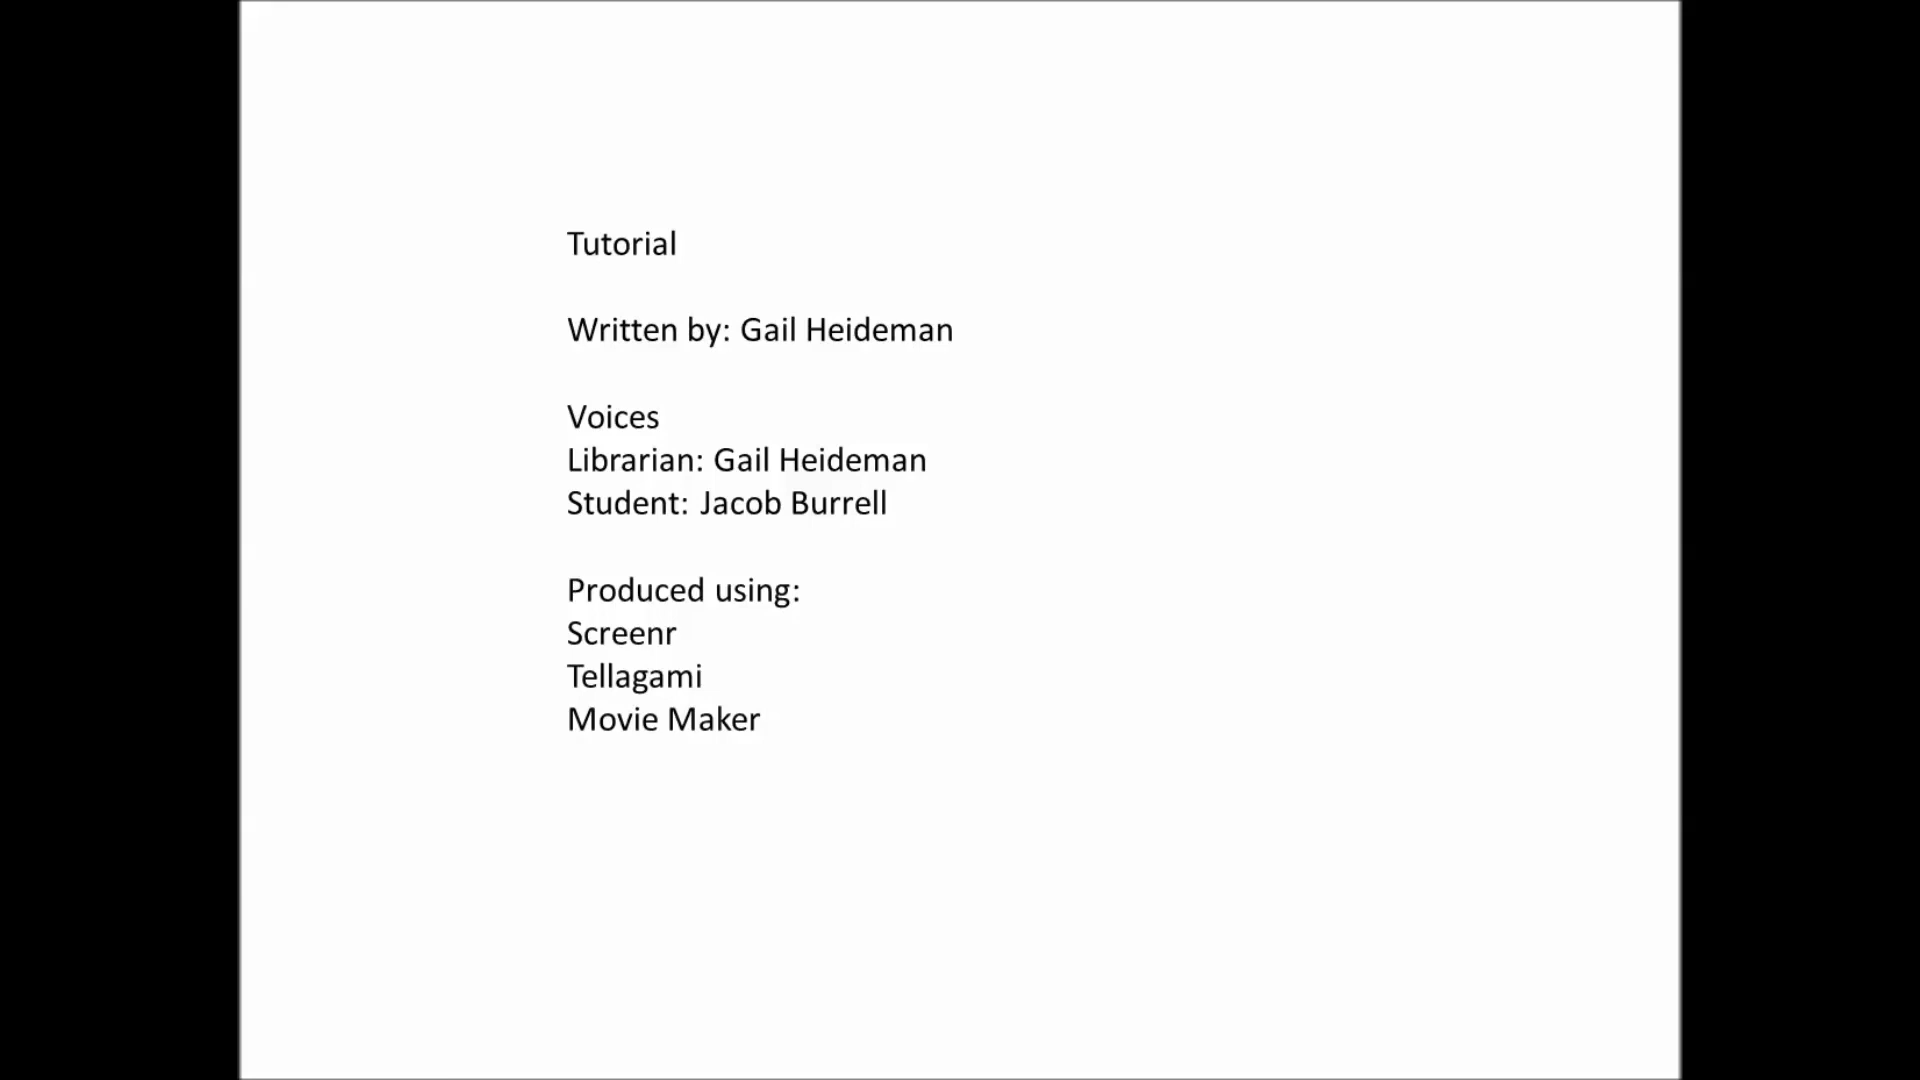 Tutorial
Written by: Gail Heideman
Voices
Librarian: Gail Heideman
Student: Jacob Burrell
Produced using:
Screenr
Tellagami
Movie Maker